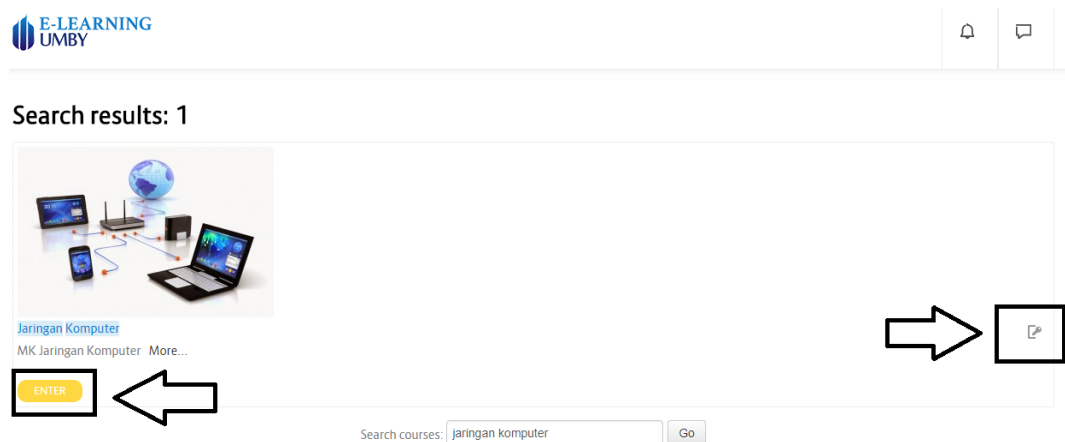 E-LEARNING
UMBY
Search results: 1
Jaringan Komputer
MK Jaringan Komputer More...
ENTER
Search courses: jaringan komputer Go